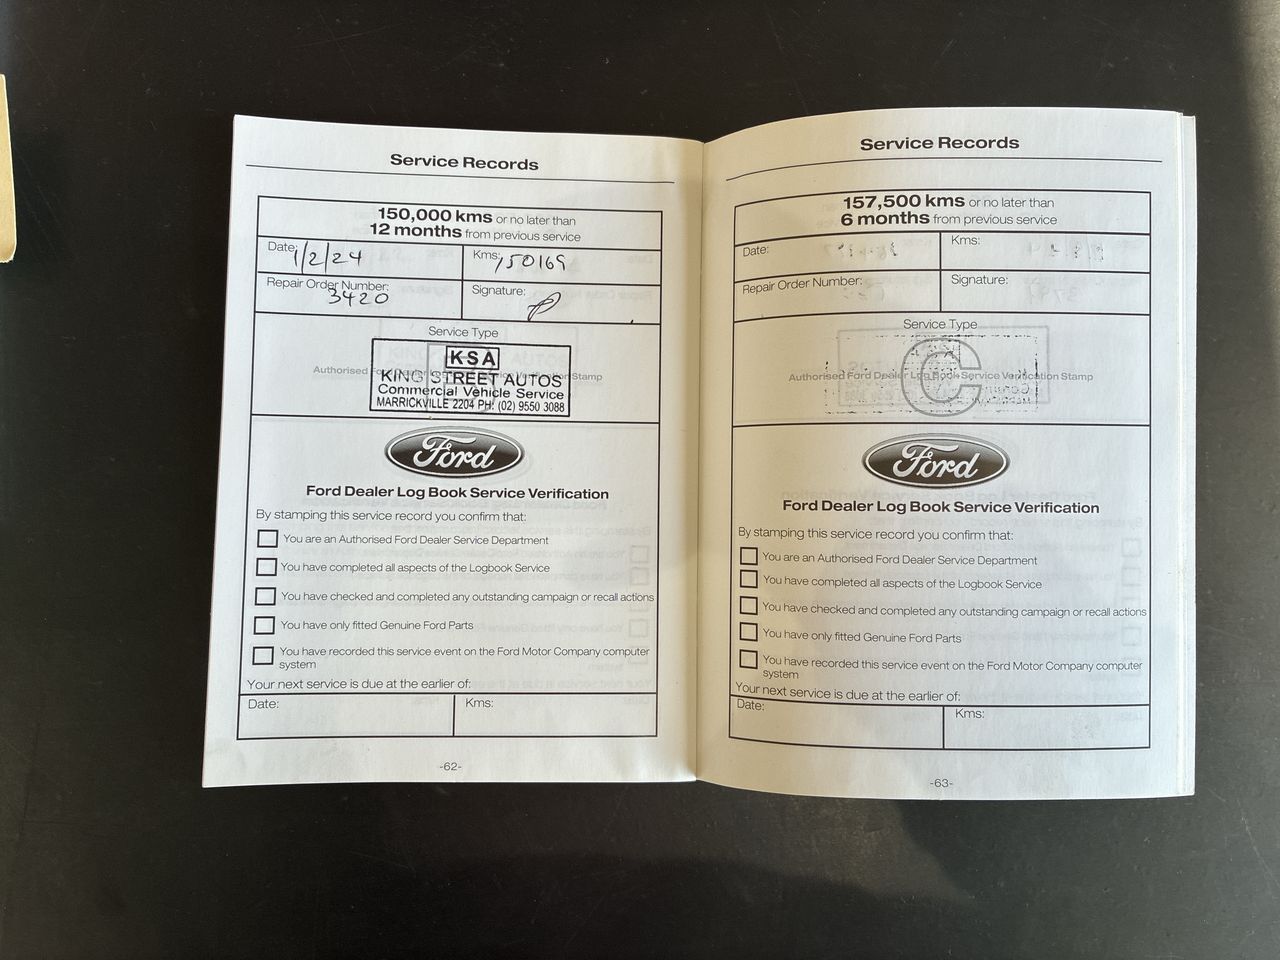 Service Records
150,000 kms or no later than
12 months from previous service
Date: 1/2/24
Kms: 150169
Repair Order Number:
3420
Signature:
Service Type
Authorised Ford Dealer Log Book Service Verification Stamp
KSA
KING STREET AUTOS
Commercial Vehicle Service
MARRICKVILLE 2204 PH: (02) 9550 3088
Ford
Ford Dealer Log Book Service Verification
By stamping this service record you confirm that:
You are an Authorised Ford Dealer Service Department
You have completed all aspects of the Logbook Service
You have checked and completed any outstanding campaign or recall actions
You have only fitted Genuine Ford Parts
You have recorded this service event on the Ford Motor Company computer
system
Your next service is due at the earlier of:
Date:
Kms:
-62-
Service Records
157,500 kms or no later than
6 months from previous service
Date:
Kms:
Repair Order Number:
Signature:
Service Type
C
Authorised Ford Dealer Log Book Service Verification Stamp
Ford
Ford Dealer Log Book Service Verification
By stamping this service record you confirm that:
You are an Authorised Ford Dealer Service Department
You have completed all aspects of the Logbook Service
You have checked and completed any outstanding campaign or recall actions
You have only fitted Genuine Ford Parts
You have recorded this service event on the Ford Motor Company computer
system
Your next service is due at the earlier of:
Date:
Kms:
-63-